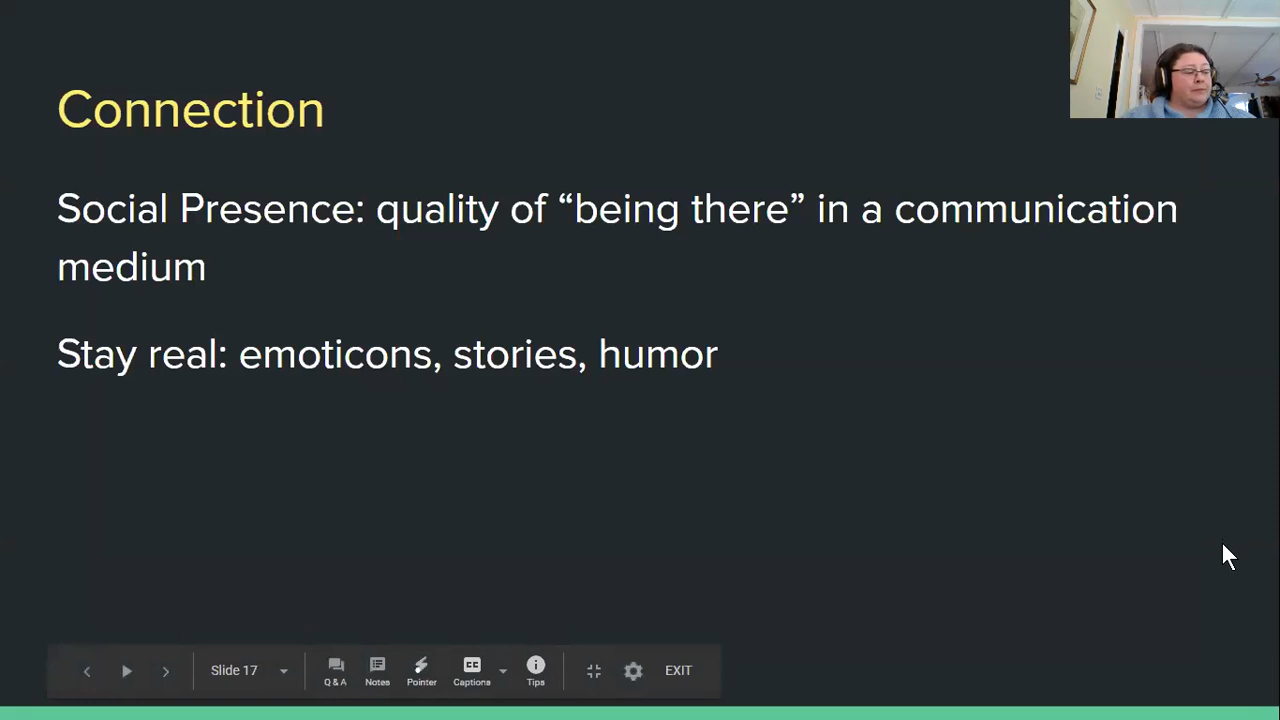 Connection
Social Presence: quality of “being there” in a communication
medium
Stay real: emoticons, stories, humor
Slide 17
Q & A
Notes
Pointer
Captions
Tips
EXIT